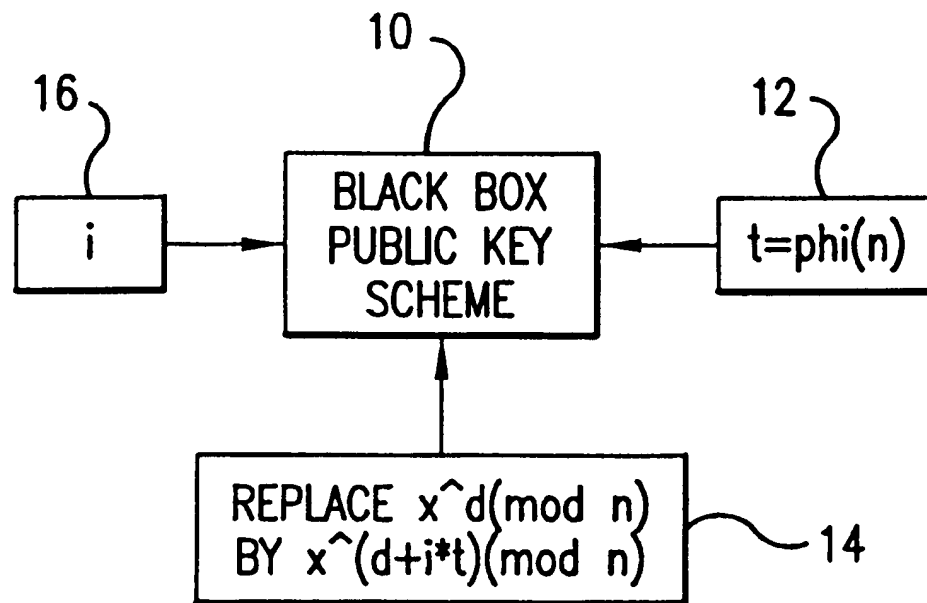 10
16
12
BLACK BOX
PUBLIC KEY
SCHEME
i
t=phi(n)
REPLACE x^d(mod n)
BY x^(d+i*t)(mod n)
14